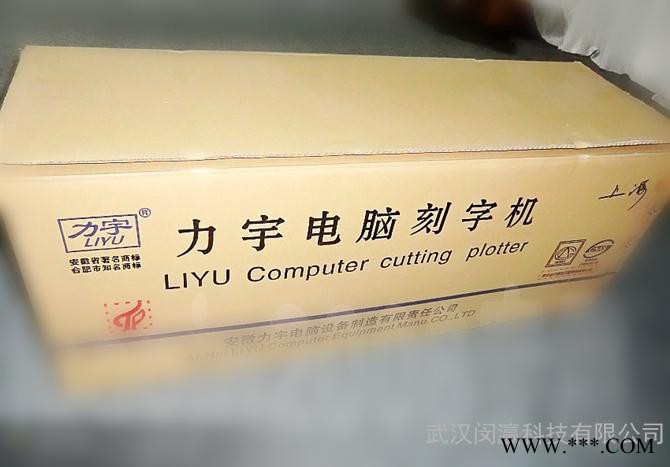 力宇®
LIYU
安徽省著名商标
合肥市知名商标
力宇电脑刻字机
LIYU Computer cutting plotter
上海
安徽力宇电脑设备制造有限责任公司
AnHui LIYU Computer Equipment Manu.CO.,LTD
武汉闵瀛科技有限公司
www.***.COM